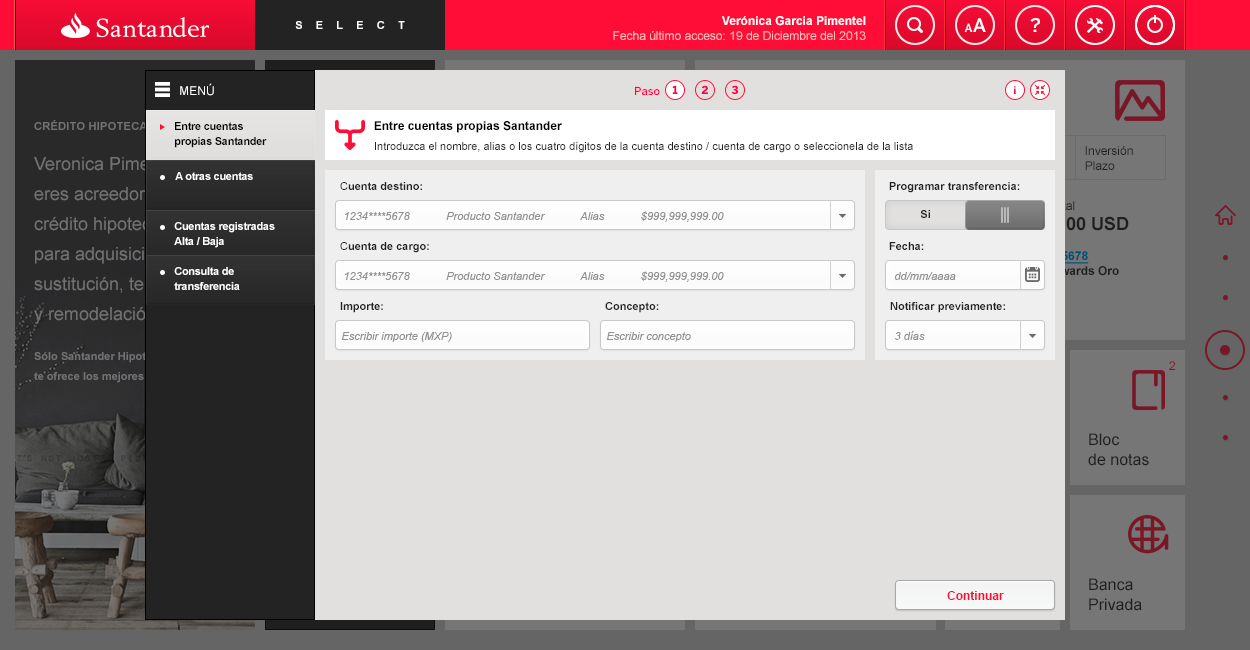 Santander
SELECT
Verónica Garcia Pimentel
Fecha último acceso: 19 de Diciembre del 2013
AA
?
MENÚ
Entre cuentas
propias Santander
A otras cuentas
Cuentas registradas
Alta / Baja
Consulta de
transferencia
Paso 1 2 3
i
Entre cuentas propias Santander
Introduzca el nombre, alias o los cuatro dígitos de la cuenta destino / cuenta de cargo o seleccionela de la lista
Cuenta destino:
1234****5678 Producto Santander Alias $999,999,999.00
Cuenta de cargo:
1234****5678 Producto Santander Alias $999,999,999.00
Importe:
Escribir importe (MXP)
Concepto:
Escribir concepto
Programar transferencia:
Si
Fecha:
dd/mm/aaaa
Notificar previamente:
3 días
Continuar
CRÉDITO HIPOTECA
Veronica Pime
eres acreedor
crédito hipotec
para adquisici
sustitución, te
y remodelació
Sólo Santander Hipot
te ofrece los mejores
Inversión
Plazo
tal
00 USD
5678
wards Oro
2
Bloc
de notas
Banca
Privada